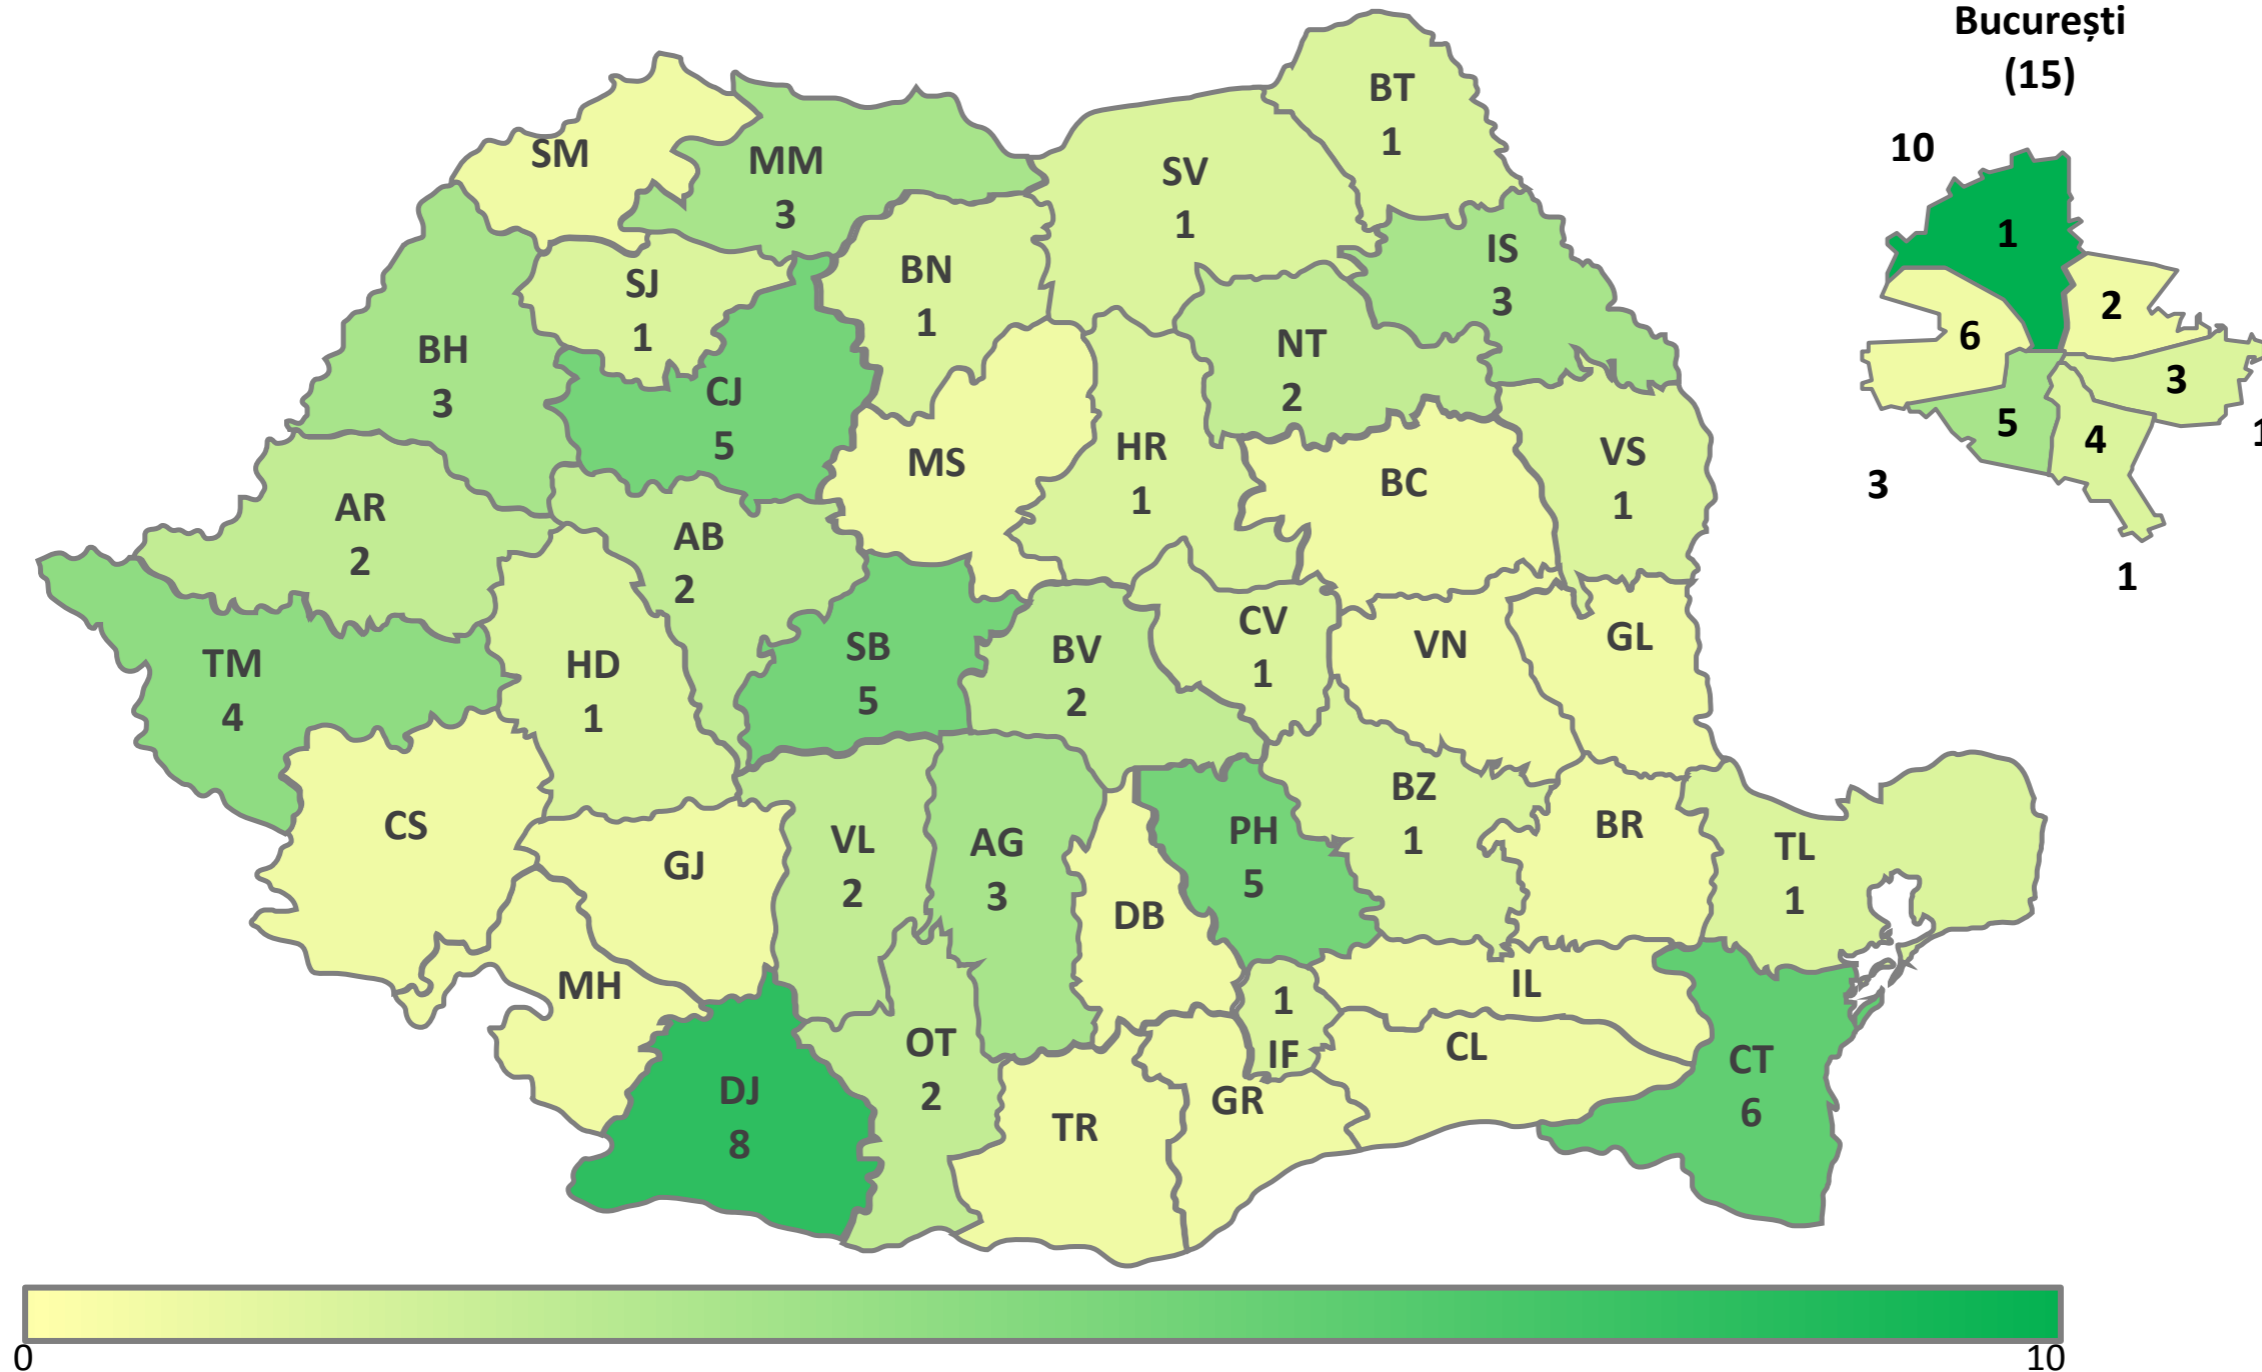 București
(15)
10
1
2
6
3
5
4
1
3
1
BT
1
SM
MM
3
SV
1
IS
3
BN
1
SJ
1
BH
3
NT
2
CJ
5
MS
HR
1
BC
VS
1
AR
2
AB
2
TM
4
HD
1
SB
5
BV
2
CV
1
VN
GL
CS
GJ
VL
2
AG
3
DB
PH
5
BZ
1
BR
TL
1
MH
OT
2
1
IF
IL
CL
CT
6
DJ
8
TR
GR
0
10